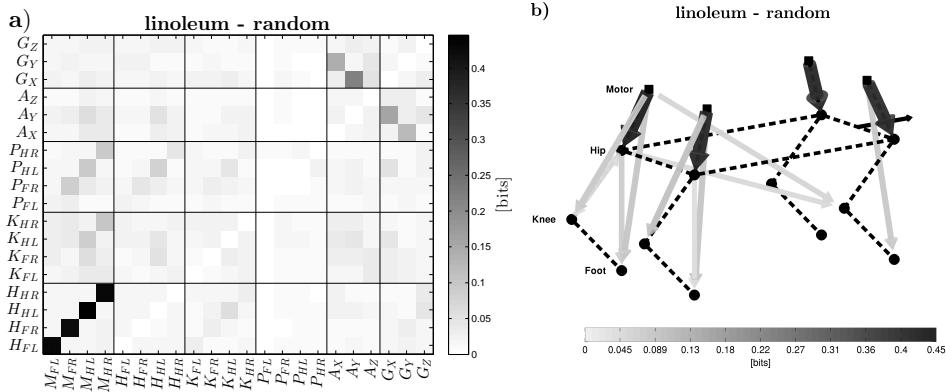 a)
linoleum - random
G_Z
G_Y
G_X
A_Z
A_Y
A_X
P_HR
P_HL
P_FR
P_FL
K_HR
K_HL
K_FR
K_FL
H_HR
H_HL
H_FR
H_FL
M_FL M_FR M_HL M_HR H_FL H_FR H_HL H_HR K_FL K_FR K_HL K_HR P_FL P_FR P_HL P_HR A_X A_Y A_Z G_X G_Y G_Z
0.4
0.35
0.3
0.25
0.2
0.15
0.1
0.05
0
[bits]
b)
linoleum - random
Motor
Hip
Knee
Foot
0 0.045 0.089 0.13 0.18 0.22 0.27 0.31 0.36 0.4 0.45
[bits]